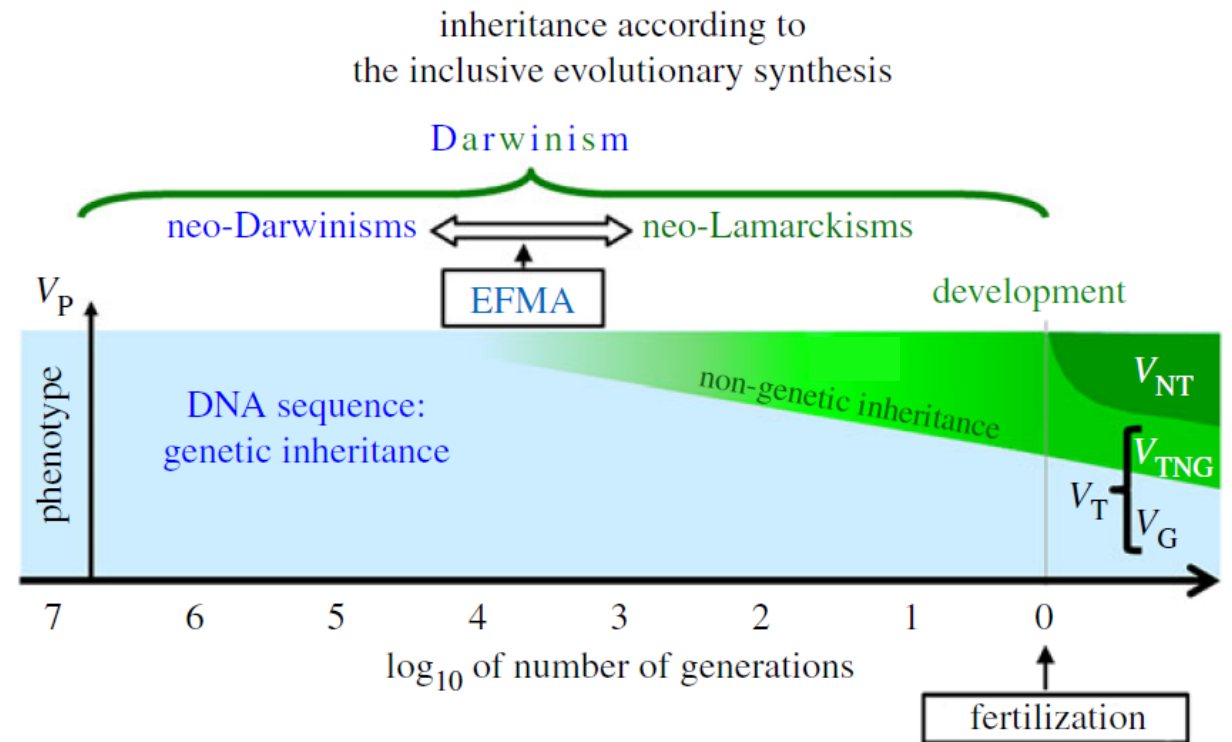 inheritance according to
the inclusive evolutionary synthesis
Darwinism
neo-Darwinisms neo-Lamarckisms
EFMA
development
V_P
phenotype
DNA sequence:
genetic inheritance
non-genetic inheritance
V_NT
V_TNG
V_T
V_G
7 6 5 4 3 2 1 0
log_10 of number of generations
fertilization